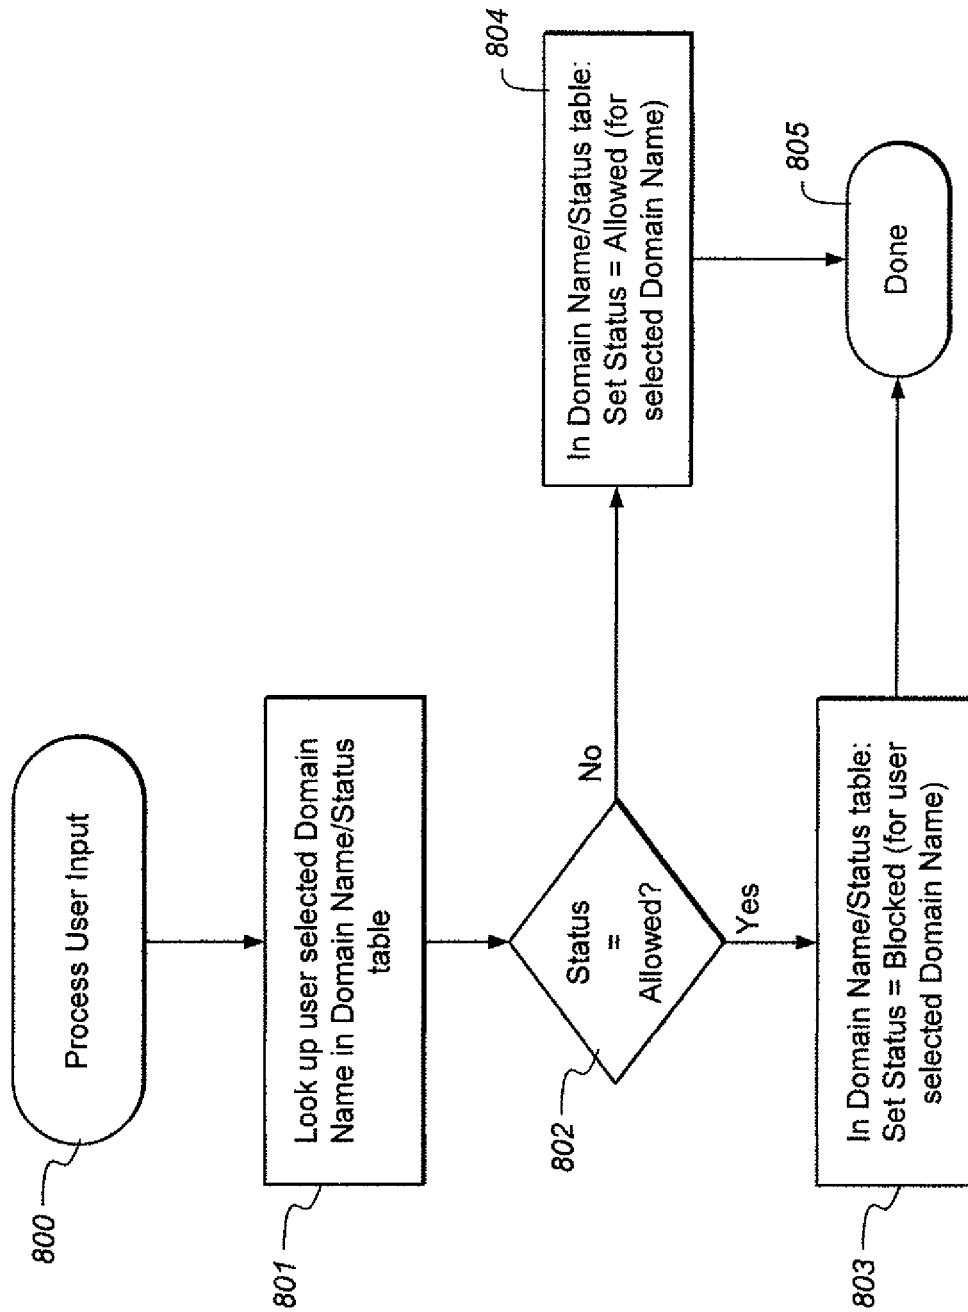 800
Process User Input
801
Look up user selected Domain
Name in Domain Name/Status
table
802
Status
=
Allowed?
No
Yes
803
In Domain Name/Status table:
Set Status = Blocked (for user
selected Domain Name)
804
In Domain Name/Status table:
Set Status = Allowed (for
selected Domain Name)
805
Done